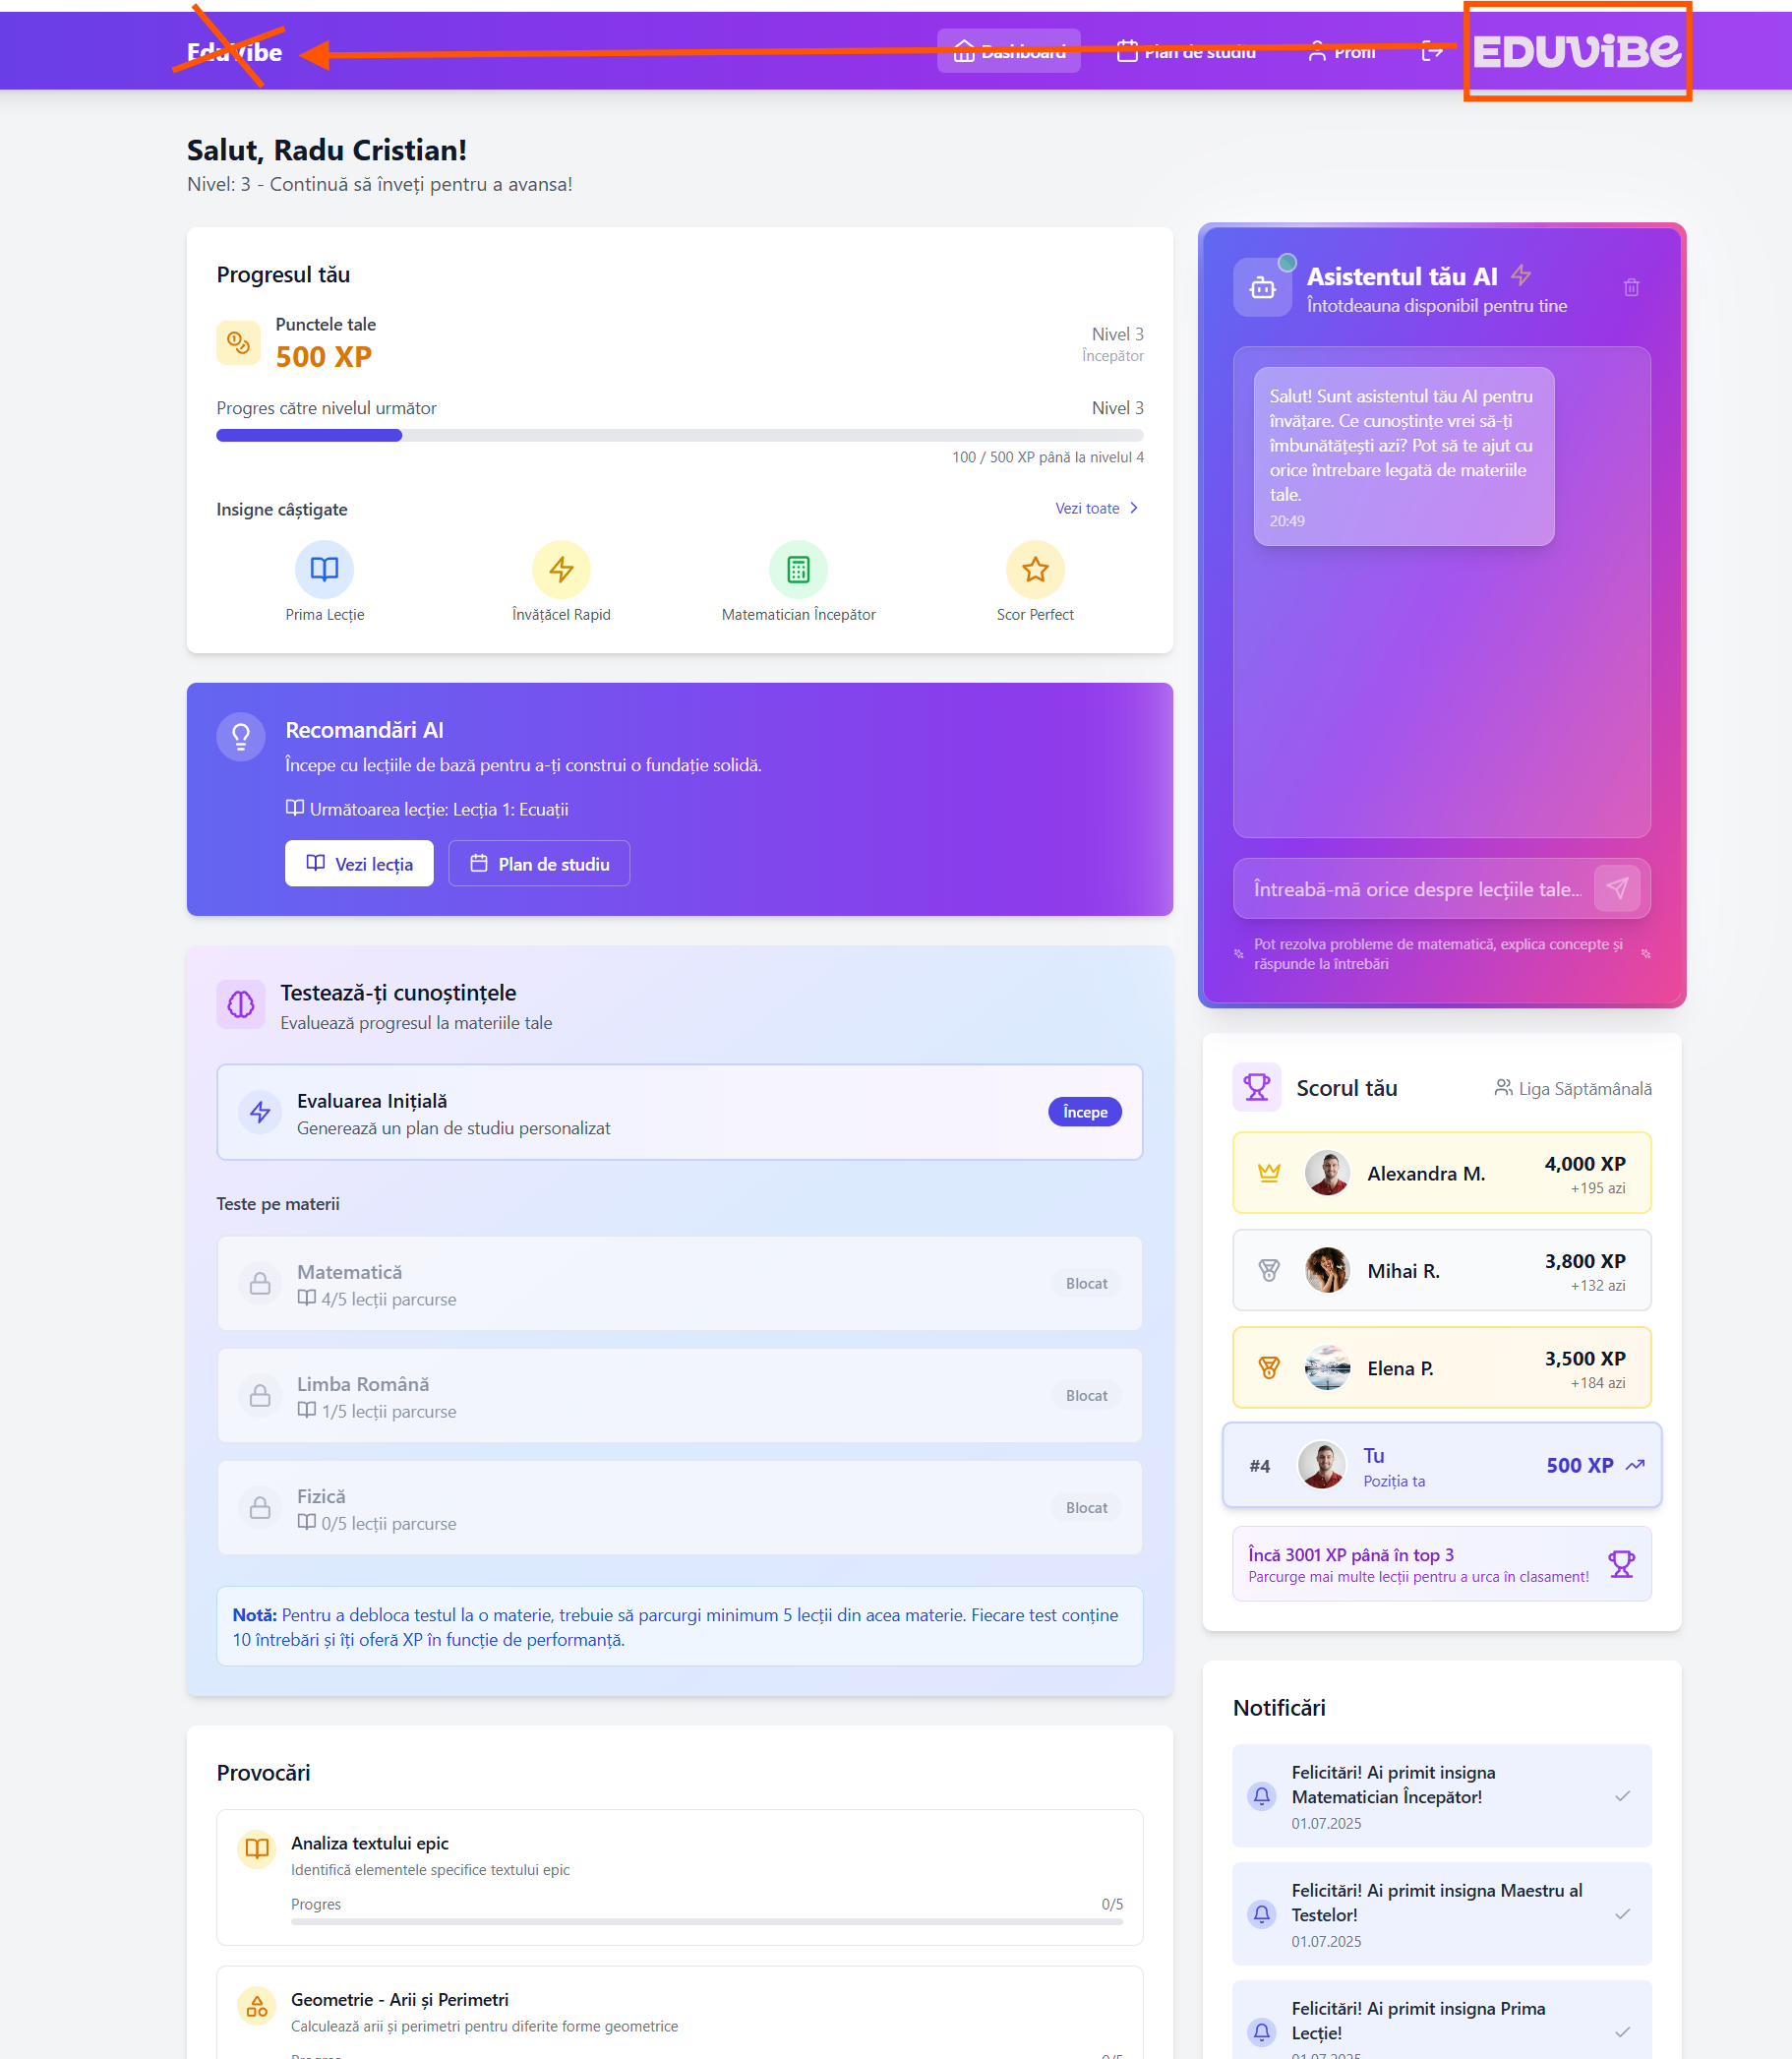 EduVibe
Dashboard
Plan de studiu
Profil
EDUViBe
Salut, Radu Cristian!
Nivel: 3 - Continuă să înveți pentru a avansa!
Progresul tău
Punctele tale
500 XP
Nivel 3
Începător
Progres către nivelul următor
Nivel 3
100 / 500 XP până la nivelul 4
Insigne câștigate
Vezi toate
Prima Lecție
Învățăcel Rapid
Matematician Începător
Scor Perfect
Recomandări AI
Începe cu lecțiile de bază pentru a-ți construi o fundație solidă.
Următoarea lecție: Lecția 1: Ecuații
Vezi lecția
Plan de studiu
Testează-ți cunoștințele
Evaluează progresul la materiile tale
Evaluarea Inițială
Generează un plan de studiu personalizat
Începe
Teste pe materii
Matematică
4/5 lecții parcurse
Blocat
Limba Română
1/5 lecții parcurse
Blocat
Fizică
0/5 lecții parcurse
Blocat
Notă: Pentru a debloca testul la o materie, trebuie să parcurgi minimum 5 lecții din acea materie. Fiecare test conține
10 întrebări și îți oferă XP în funcție de performanță.
Provocări
Analiza textului epic
Identifică elementele specifice textului epic
Progres
0/5
Geometrie - Arii și Perimetri
Calculează arii și perimetri pentru diferite forme geometrice
Progres
0/5
Asistentul tău AI
Întotdeauna disponibil pentru tine
Salut! Sunt asistentul tău AI pentru
învățare. Ce cunoștințe vrei să-ți
îmbunătățești azi? Pot să te ajut cu
orice întrebare legată de materiile
tale.
20:49
Întreabă-mă orice despre lecțiile tale...
Pot rezolva probleme de matematică, explica concepte și
răspunde la întrebări
Scorul tău
Liga Săptămânală
Alexandra M.
4,000 XP
+195 azi
Mihai R.
3,800 XP
+132 azi
Elena P.
3,500 XP
+184 azi
#4
Tu
Poziția ta
500 XP
Încă 3001 XP până în top 3
Parcurge mai multe lecții pentru a urca în clasament!
Notificări
Felicitări! Ai primit insigna
Matematician Începător!
01.07.2025
Felicitări! Ai primit insigna Maestru al
Testelor!
01.07.2025
Felicitări! Ai primit insigna Prima
Lecție!
01.07.2025